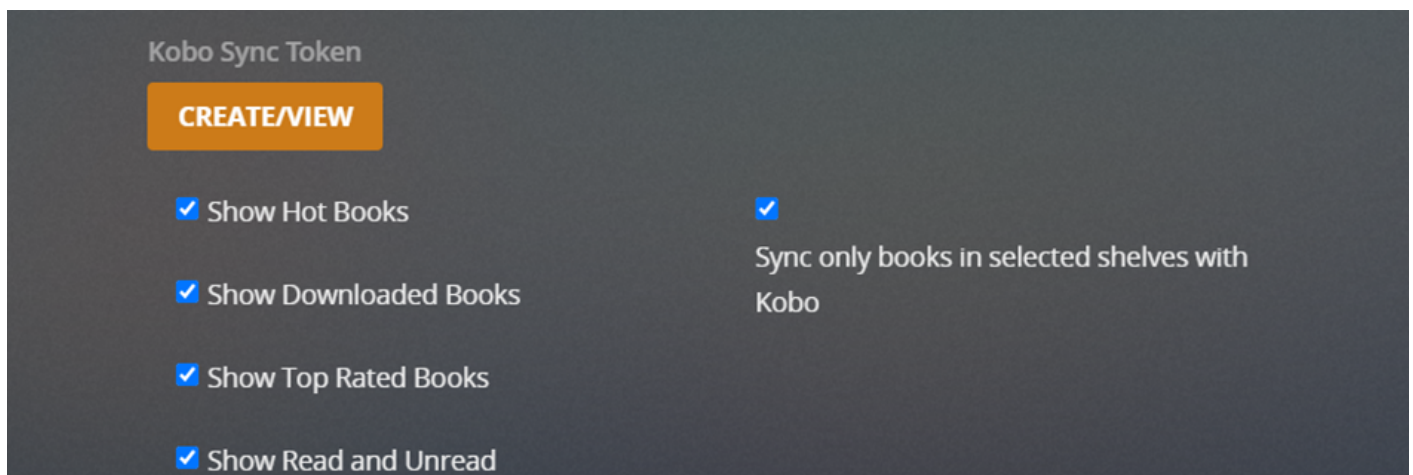 Kobo Sync Token
CREATE/VIEW
Show Hot Books
Show Downloaded Books
Show Top Rated Books
Show Read and Unread
Sync only books in selected shelves with
Kobo